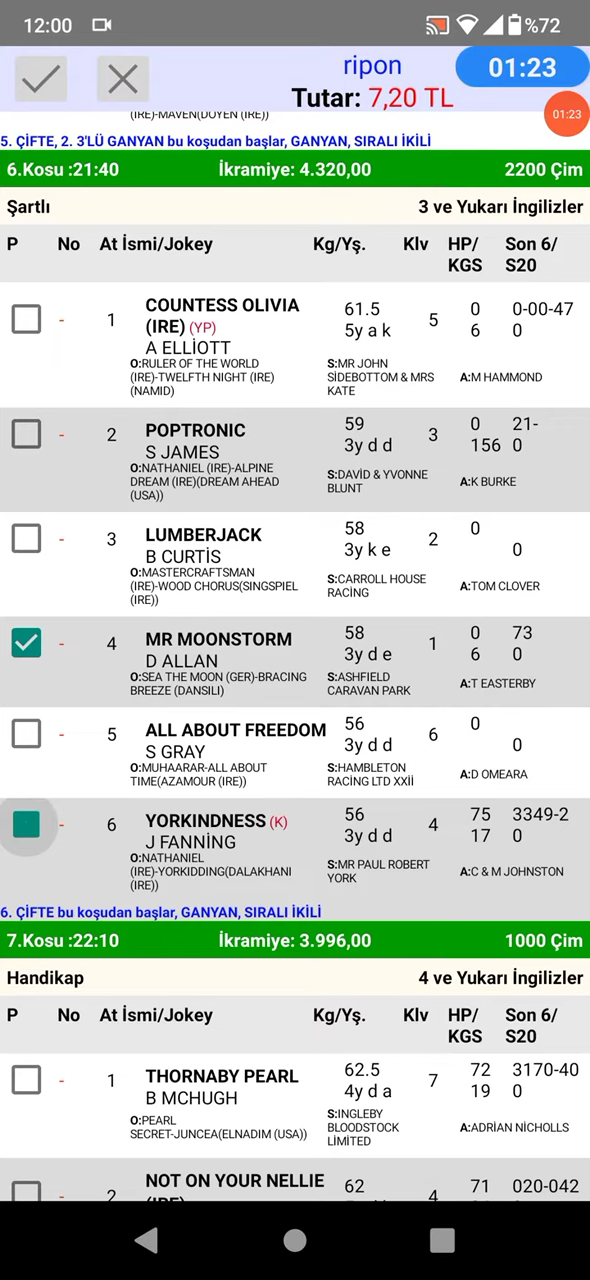 12:00 %72
ripon 01:23
Tutar: 7,20 TL
01:23
(IRE)-MAVEN(DOYEN (IRE))
5. ÇİFTE, 2. 3'LÜ GANYAN bu koşudan başlar, GANYAN, SIRALI İKİLİ
6.Kosu :21:40 İkramiye: 4.320,00 2200 Çim
Şartlı 3 ve Yukarı İngilizler
P No At İsmi/Jokey Kg/Yş. Klv HP/ Son 6/
KGS S20
- 1 COUNTESS OLIVIA 61.5 5 0 0-00-47
(IRE) (YP) 5y a k 6 0
A ELLİOTT
O:RULER OF THE WORLD S:MR JOHN
(IRE)-TWELFTH NIGHT (IRE) SİDEBOTTOM & MRS A:M HAMMOND
(NAMID) KATE
- 2 POPTRONIC 59 3 0 21-
S JAMES 3y d d 156 0
O:NATHANIEL (IRE)-ALPINE S:DAVİD & YVONNE
DREAM (IRE)(DREAM AHEAD BLUNT A:K BURKE
(USA))
- 3 LUMBERJACK 58 2 0
B CURTİS 3y k e 0
O:MASTERCRAFTSMAN S:CARROLL HOUSE
(IRE)-WOOD CHORUS(SINGSPIEL RACİNG A:TOM CLOVER
(IRE))
- 4 MR MOONSTORM 58 1 0 73
D ALLAN 3y d e 6 0
O:SEA THE MOON (GER)-BRACING S:ASHFIELD A:T EASTERBY
BREEZE (DANSILI) CARAVAN PARK
- 5 ALL ABOUT FREEDOM 56 6 0
S GRAY 3y d d 0
O:MUHAARAR-ALL ABOUT S:HAMBLETON A:D OMEARA
TIME(AZAMOUR (IRE)) RACİNG LTD XXİİ
- 6 YORKINDNESS (K) 56 4 75 3349-2
J FANNİNG 3y d d 17 0
O:NATHANIEL S:MR PAUL ROBERT
(IRE)-YORKIDDING(DALAKHANI YORK A:C & M JOHNSTON
(IRE))
6. ÇİFTE bu koşudan başlar, GANYAN, SIRALI İKİLİ
7.Kosu :22:10 İkramiye: 3.996,00 1000 Çim
Handikap 4 ve Yukarı İngilizler
P No At İsmi/Jokey Kg/Yş. Klv HP/ Son 6/
KGS S20
- 1 THORNABY PEARL 62.5 7 72 3170-40
B MCHUGH 4y d a 19 0
O:PEARL S:INGLEBY
SECRET-JUNCEA(ELNADIM (USA)) BLOODSTOCK A:ADRİAN NİCHOLLS
LİMİTED
- 2 NOT ON YOUR NELLIE 62 4 71 020-042
(IRE)